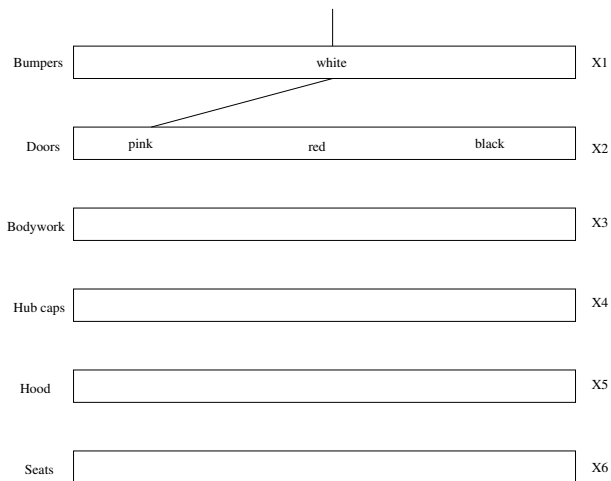 Bumpers white X1
Doors pink red black X2
Bodywork X3
Hub caps X4
Hood X5
Seats X6